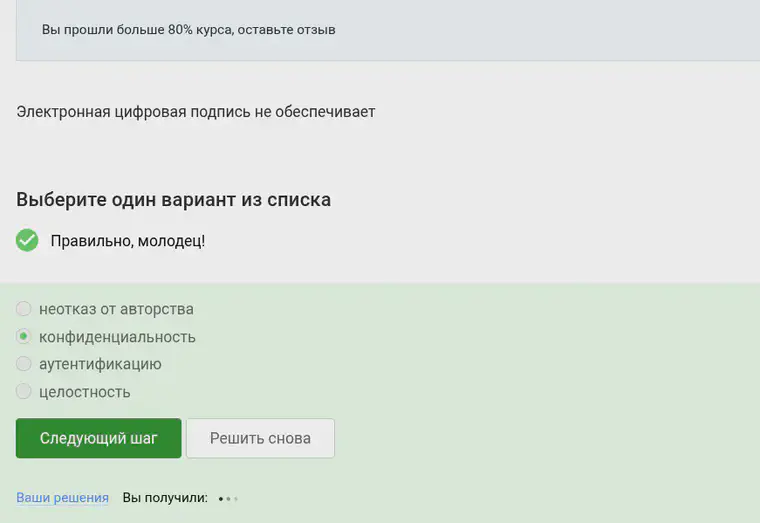 Вы прошли больше 80% курса, оставьте отзыв
Электронная цифровая подпись не обеспечивает
Выберите один вариант из списка
Правильно, молодец!
неотказ от авторства
конфиденциальность
аутентификацию
целостность
Следующий шаг Решить снова
Ваши решения Вы получили: